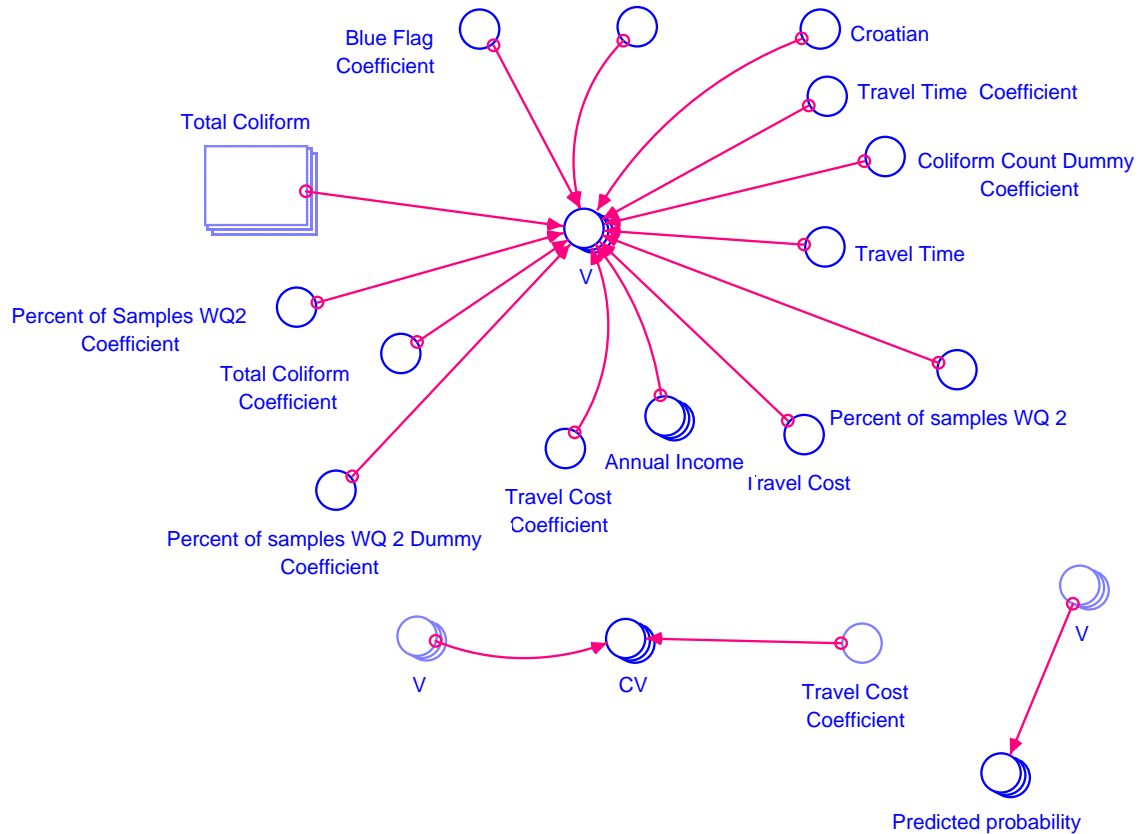 Blue Flag
Coefficient
Croatian
Travel Time Coefficient
Total Coliform
Coliform Count Dummy
Coefficient
V
Travel Time
Percent of Samples WQ2
Coefficient
Total Coliform
Coefficient
Percent of samples WQ 2
Annual Income
Travel Cost
Travel Cost
Coefficient
Percent of samples WQ 2 Dummy
Coefficient
V
CV
Travel Cost
Coefficient
V
Predicted probability